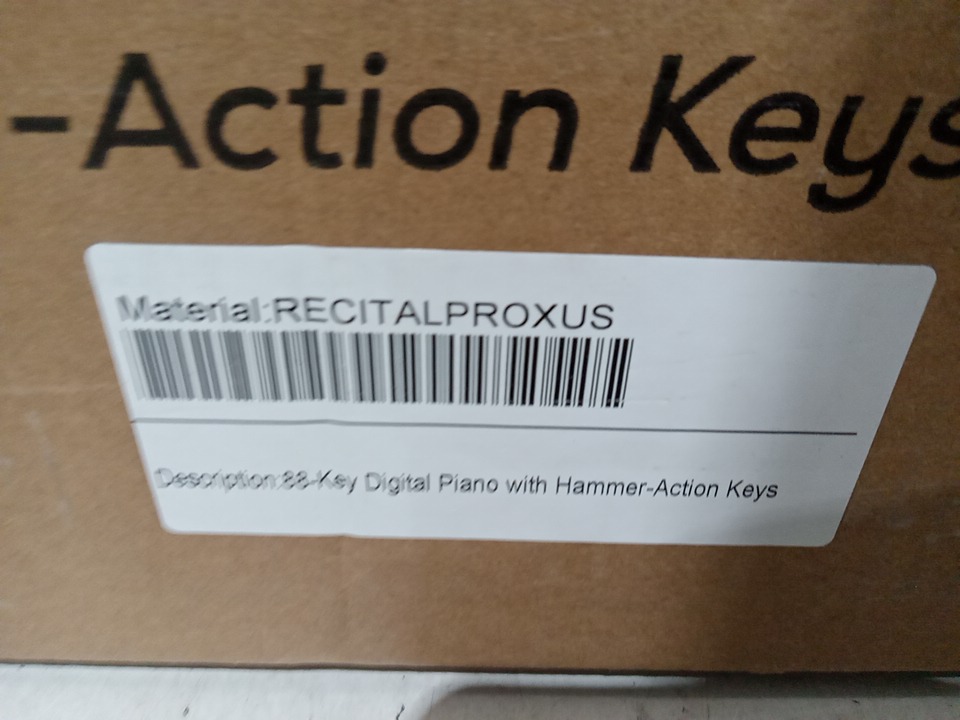 -Action Keys
Material:RECITALPROXUS
Description:88-Key Digital Piano with Hammer-Action Keys